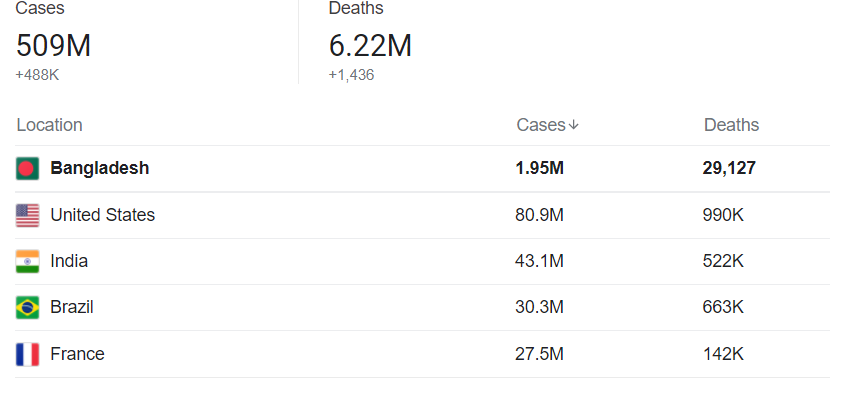 Cases Deaths
509M 6.22M
+488K +1,436
Location Cases↓ Deaths
Bangladesh 1.95M 29,127
United States 80.9M 990K
India 43.1M 522K
Brazil 30.3M 663K
France 27.5M 142K